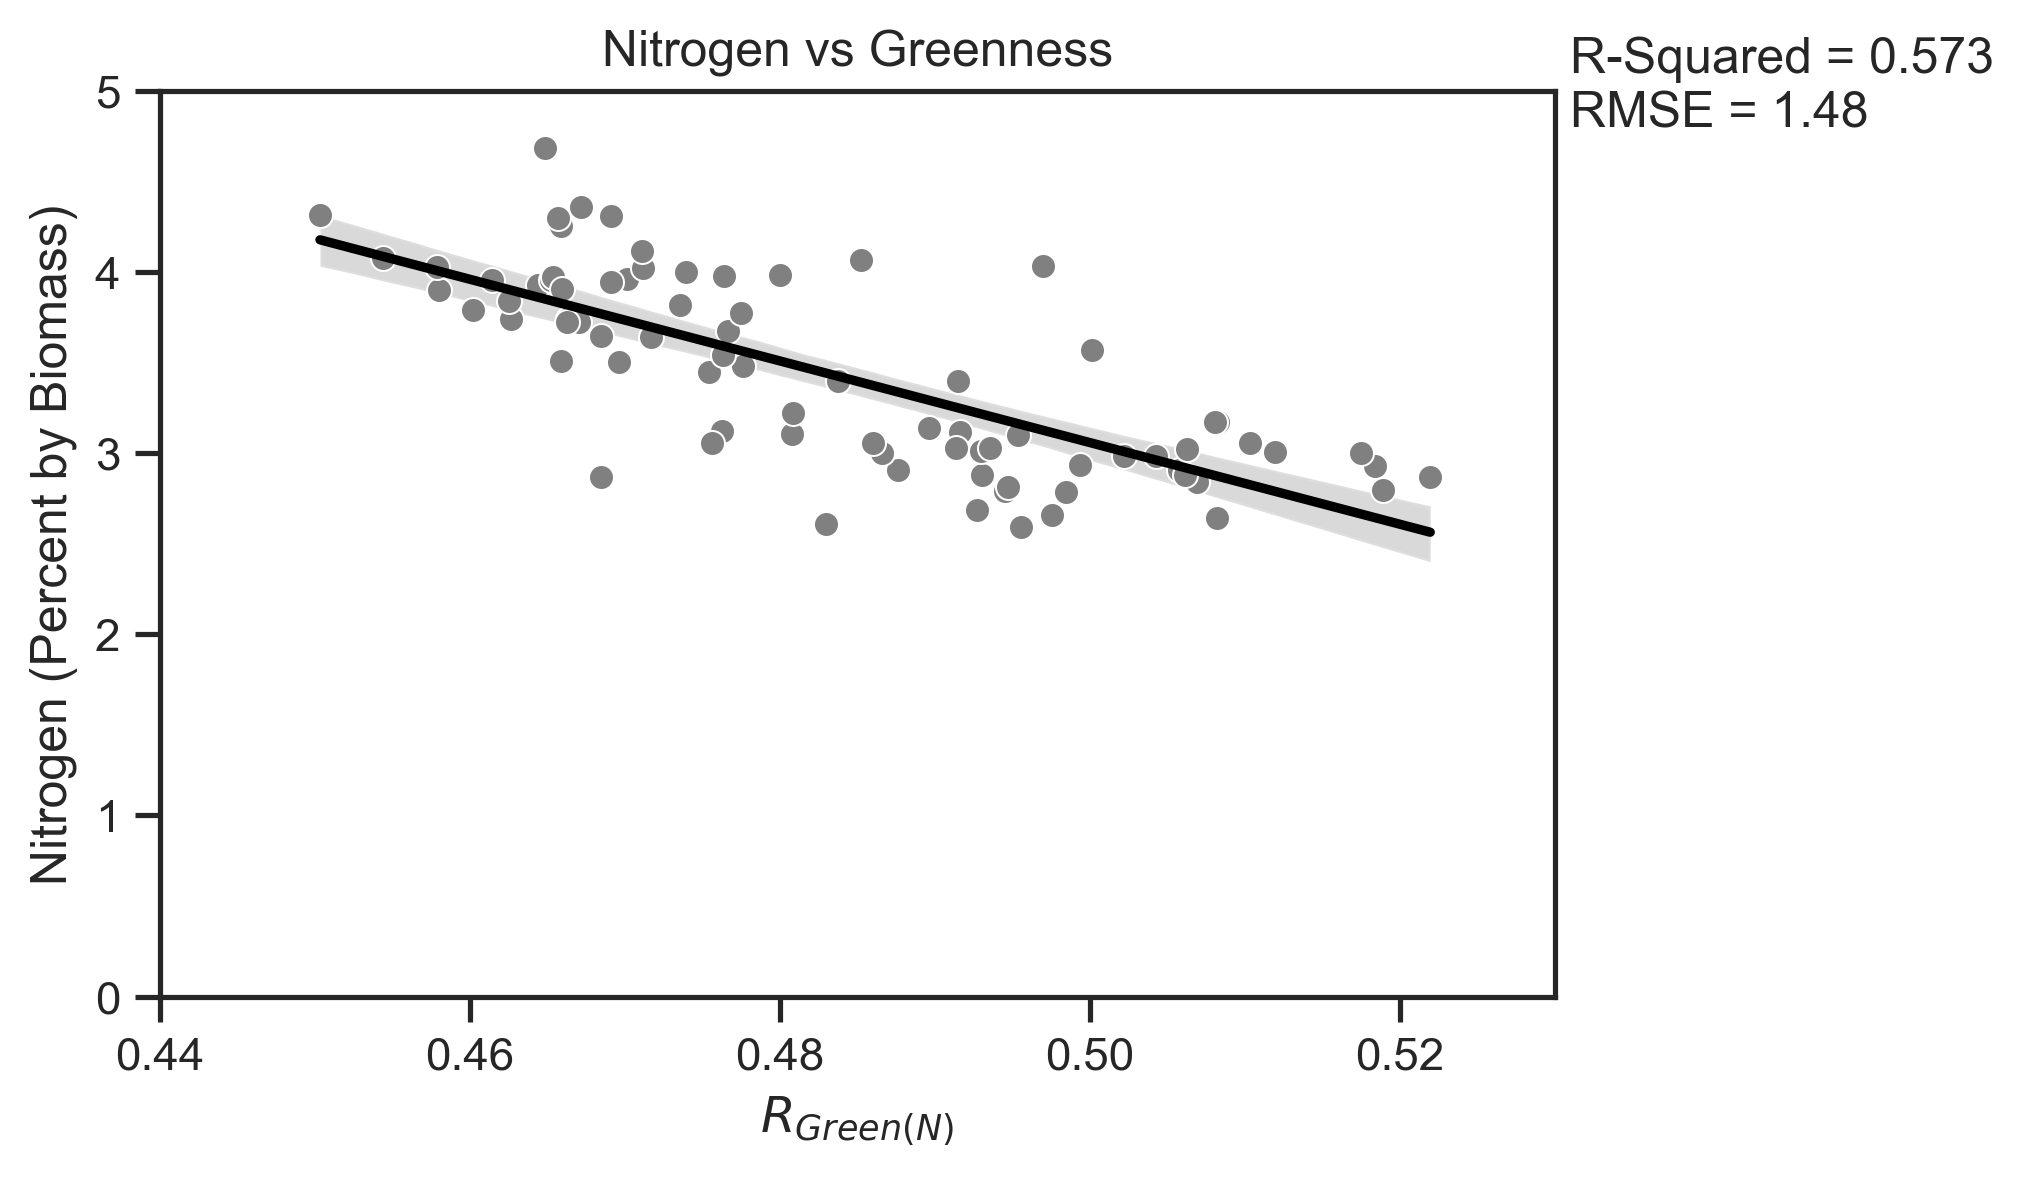 Nitrogen vs Greenness
R-Squared = 0.573
RMSE = 1.48
Nitrogen (Percent by Biomass)
5
4
3
2
1
0
0.44 0.46 0.48 0.50 0.52
R_Green(N)